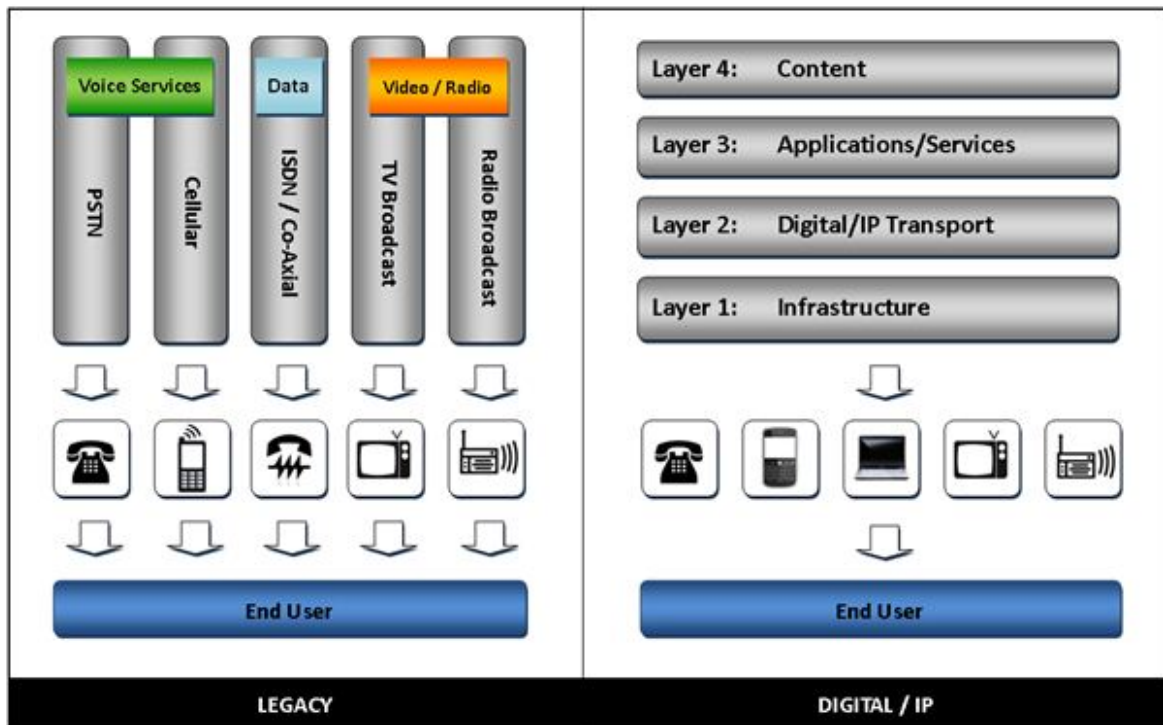 Voice Services
Data
Video / Radio
PSTN
Cellular
ISDN / Co-Axial
TV Broadcast
Radio Broadcast
End User
LEGACY
Layer 4: Content
Layer 3: Applications/Services
Layer 2: Digital/IP Transport
Layer 1: Infrastructure
End User
DIGITAL / IP